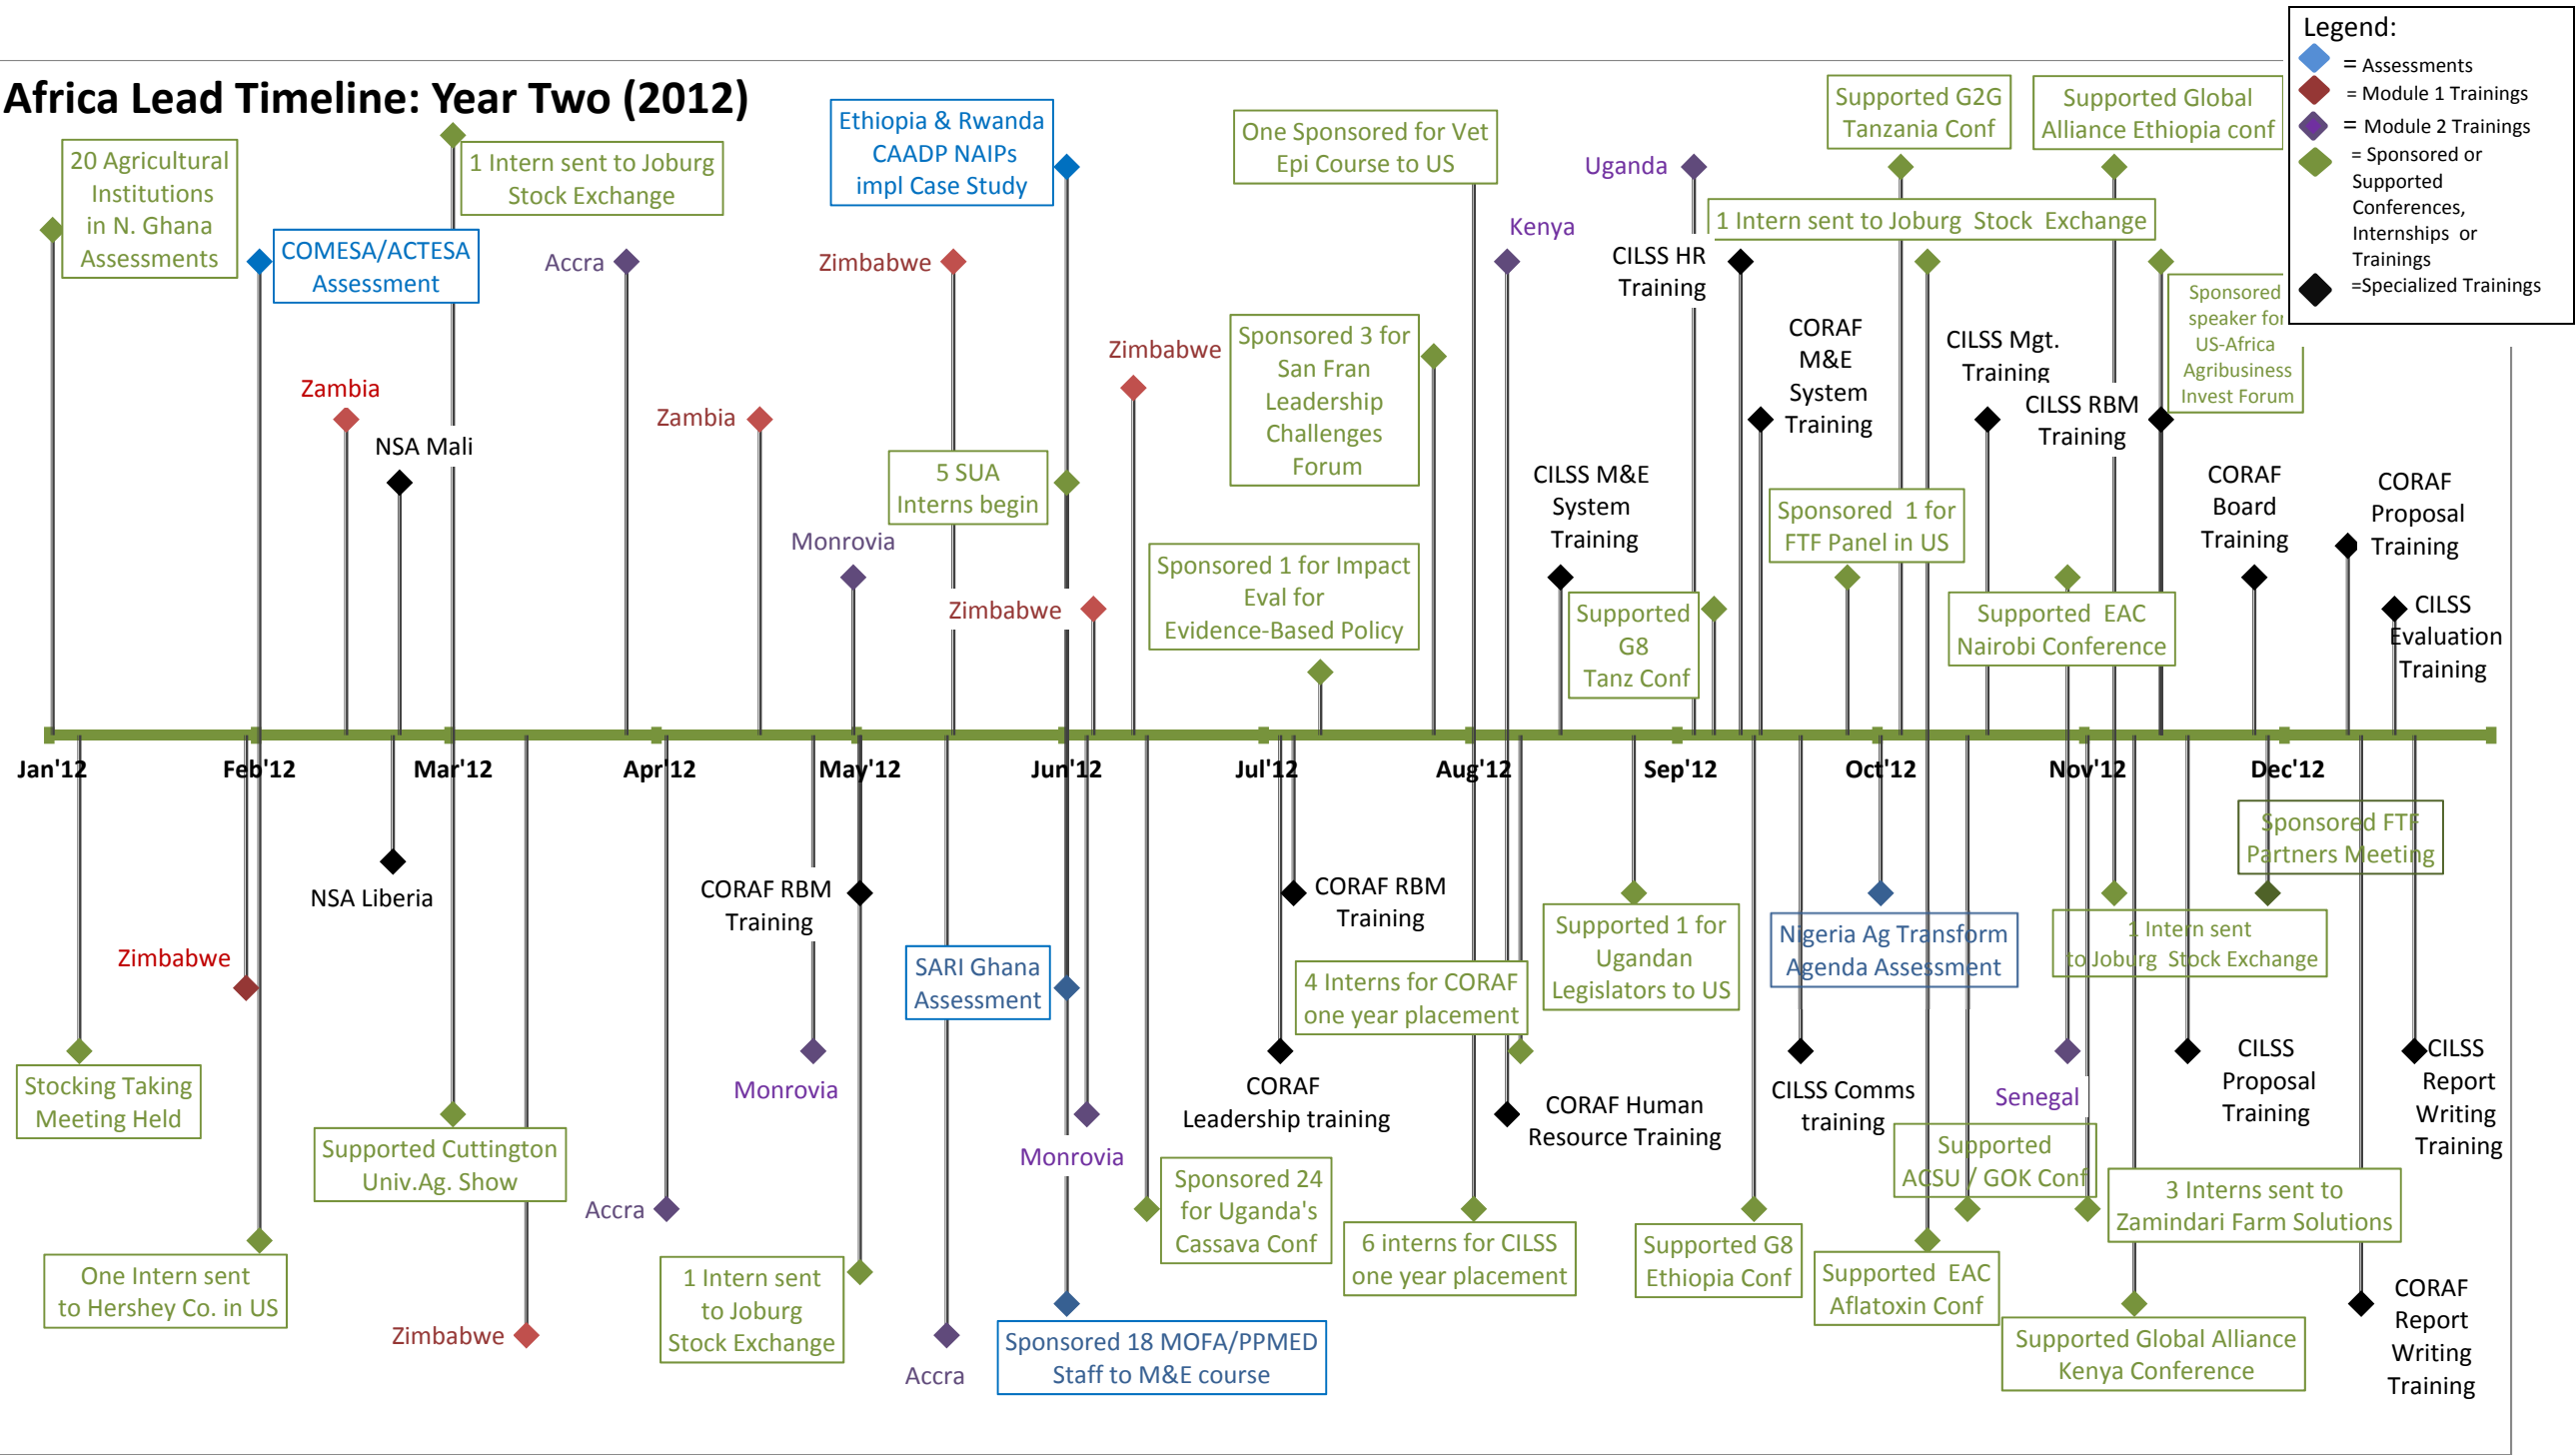 Legend:
= Assessments
= Module 1 Trainings
= Module 2 Trainings
= Sponsored or
Supported
Conferences,
Internships or
Trainings
=Specialized Trainings
Africa Lead Timeline: Year Two (2012)
20 Agricultural
Institutions
in N. Ghana
Assessments
COMESA/ACTESA
Assessment
1 Intern sent to Joburg
Stock Exchange
Zambia
NSA Mali
Accra
Zambia
Monrovia
Ethiopia & Rwanda
CAADP NAIPs
impl Case Study
Zimbabwe
5 SUA
Interns begin
Zimbabwe
Zimbabwe
One Sponsored for Vet
Epi Course to US
Sponsored 3 for
San Fran
Leadership
Challenges
Forum
Sponsored 1 for Impact
Eval for
Evidence-Based Policy
Kenya
Uganda
CILSS HR
Training
CILSS M&E
System
Training
Supported
G8
Tanz Conf
Supported G2G
Tanzania Conf
Supported Global
Alliance Ethiopia conf
1 Intern sent to Joburg Stock Exchange
CORAF
M&E
System
Training
CILSS Mgt.
Training
CILSS RBM
Training
Sponsored
speaker for
US-Africa
Agribusiness
Invest Forum
Sponsored 1 for
FTF Panel in US
Supported EAC
Nairobi Conference
CORAF
Board
Training
CORAF
Proposal
Training
CILSS
Evaluation
Training
Jan'12
Feb'12
Mar'12
Apr'12
May'12
Jun'12
Jul'12
Aug'12
Sep'12
Oct'12
Nov'12
Dec'12
Zimbabwe
Stocking Taking
Meeting Held
One Intern sent
to Hershey Co. in US
NSA Liberia
Supported Cuttington
Univ.Ag. Show
Zimbabwe
Accra
CORAF RBM
Training
Monrovia
1 Intern sent
to Joburg
Stock Exchange
SARI Ghana
Assessment
Accra
Monrovia
Sponsored 18 MOFA/PPMED
Staff to M&E course
Sponsored 24
for Uganda's
Cassava Conf
CORAF RBM
Training
CORAF
Leadership training
4 Interns for CORAF
one year placement
6 interns for CILSS
one year placement
CORAF Human
Resource Training
Supported 1 for
Ugandan
Legislators to US
Supported G8
Ethiopia Conf
Nigeria Ag Transform
Agenda Assessment
CILSS Comms
training
Supported
ACSU / GOK Conf
Supported EAC
Aflatoxin Conf
Senegal
Sponsored FTF
Partners Meeting
1 Intern sent
to Joburg Stock Exchange
CILSS
Proposal
Training
3 Interns sent to
Zamindari Farm Solutions
Supported Global Alliance
Kenya Conference
CILSS
Report
Writing
Training
CORAF
Report
Writing
Training